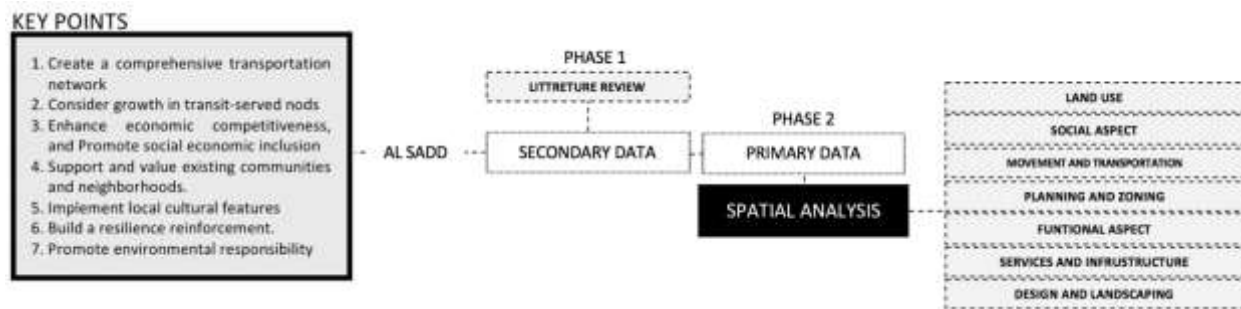 KEY POINTS
1. Create a comprehensive transportation
network
2. Consider growth in transit-served nods
3. Enhance economic competitiveness,
and Promote social economic inclusion
4. Support and value existing communities
and neighborhoods.
5. Implement local cultural features
6. Build a resilience reinforcement.
7. Promote environmental responsibility
AL SADD
PHASE 1
LITTRETURE REVIEW
SECONDARY DATA
PHASE 2
PRIMARY DATA
SPATIAL ANALYSIS
LAND USE
SOCIAL ASPECT
MOVEMENT AND TRANSPORTATION
PLANNING AND ZONING
FUNTIONAL ASPECT
SERVICES AND INFRUSTRUCTURE
DESIGN AND LANDSCAPING